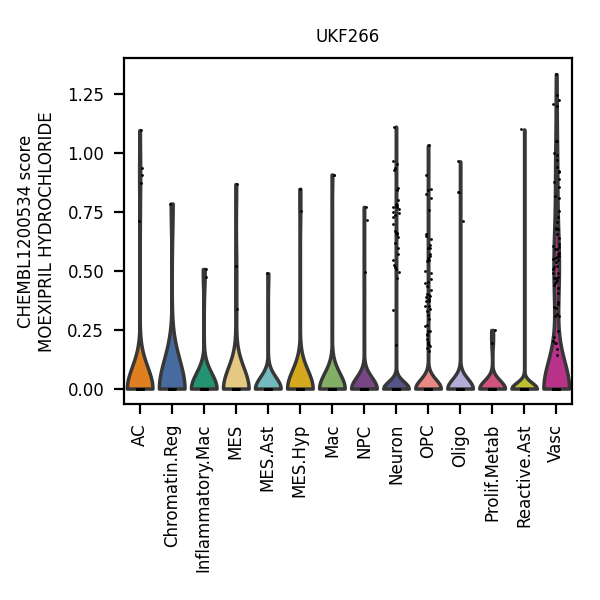 UKF266
CHEMBL1200534 score
MOEXIPRIL HYDROCHLORIDE
1.25
1.00
0.75
0.50
0.25
0.00
AC
Chromatin.Reg
Inflammatory.Mac
MES
MES.Ast
MES.Hyp
Mac
NPC
Neuron
OPC
Oligo
Prolif.Metab
Reactive.Ast
Vasc